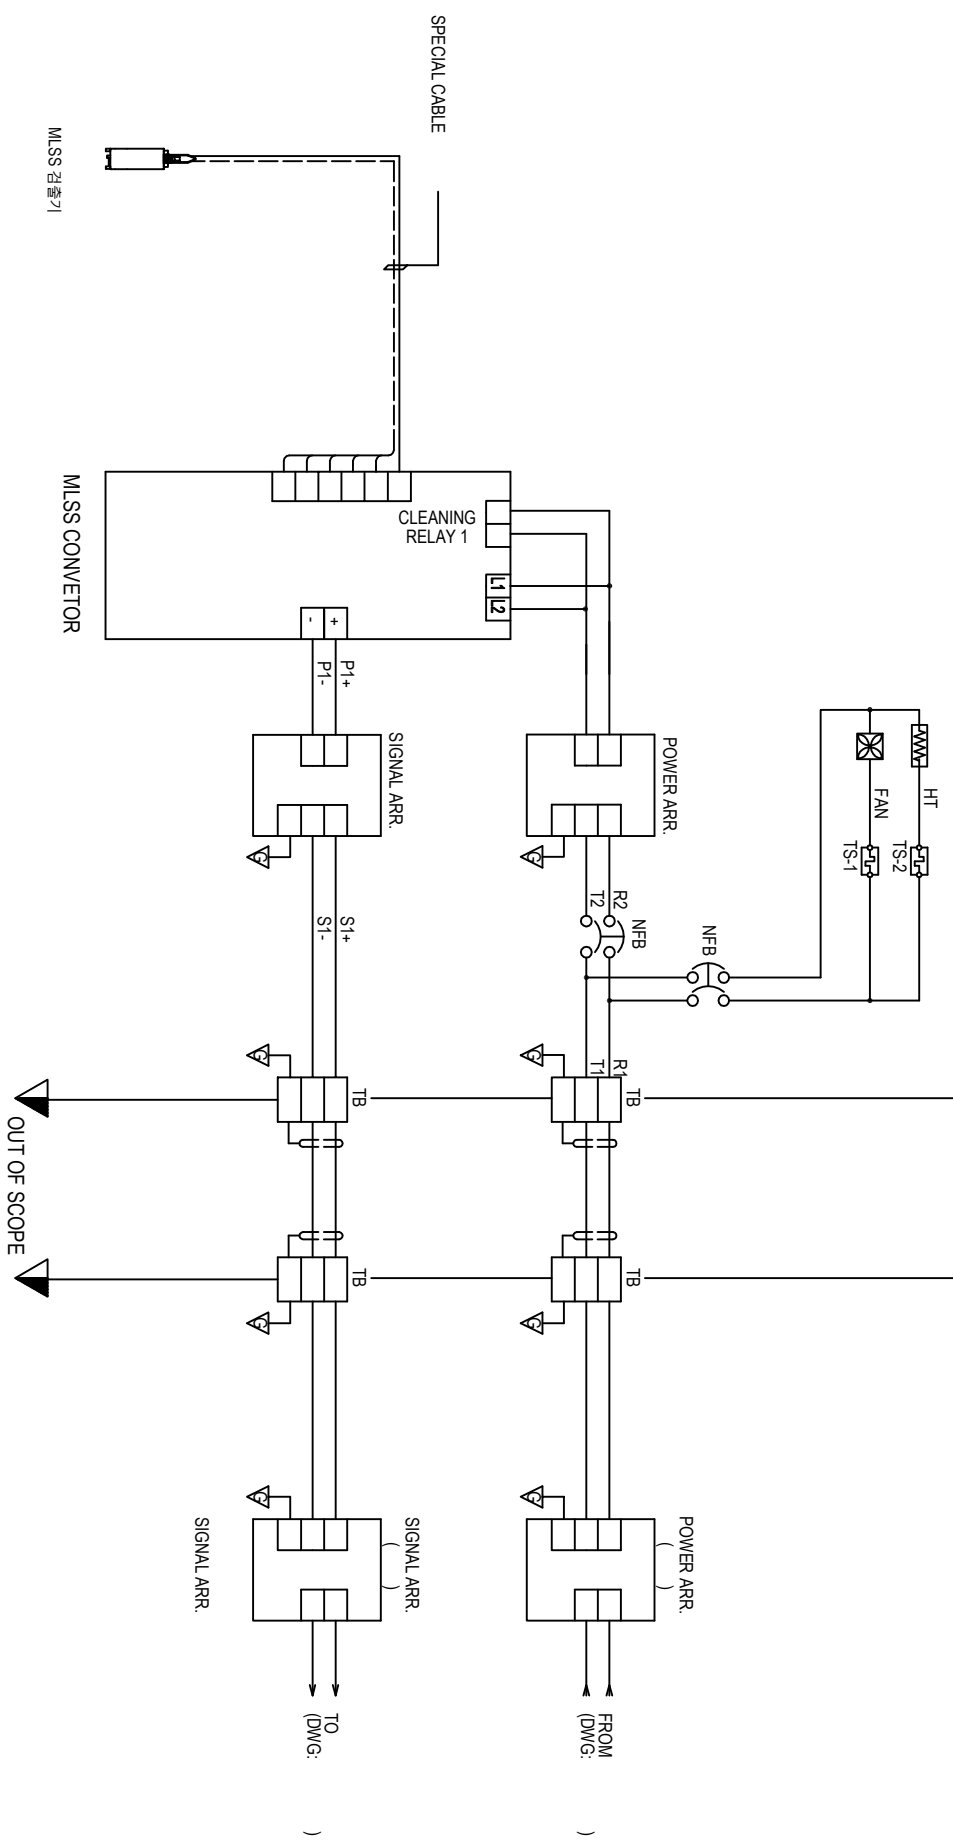 SPECIAL CABLE
MLSS 검출기
MLSS CONVETOR
CLEANING
RELAY 1
L1
L2
+
-
P1+
P1-
SIGNAL ARR.
POWER ARR.
HT
FAN
TS-2
TS-1
G
G
R2
T2
NFB
NFB
S1+
S1-
G
G
R1
T1
TB
TB
OUT OF SCOPE
TB
TB
G
G
G
G
SIGNAL ARR.
SIGNAL ARR.
( )
POWER ARR.
( )
TO
(DWG: )
FROM
(DWG: )